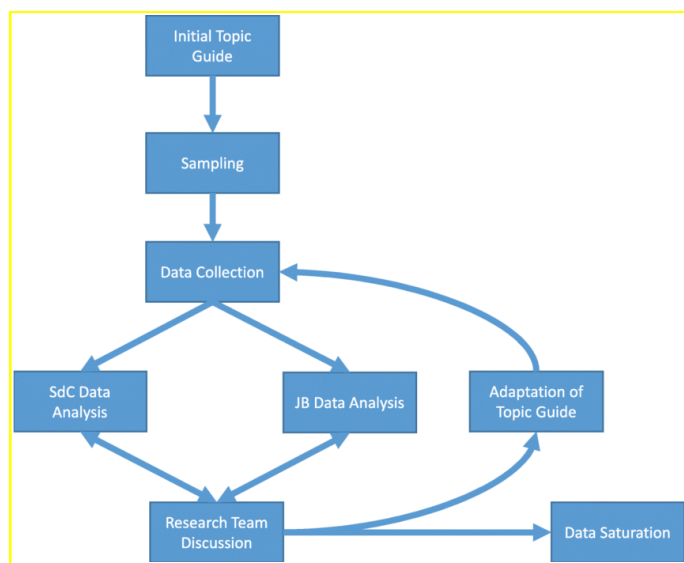 Initial Topic
Guide
Sampling
Data Collection
SdC Data
Analysis
JB Data Analysis
Adaptation of
Topic Guide
Research Team
Discussion
Data Saturation